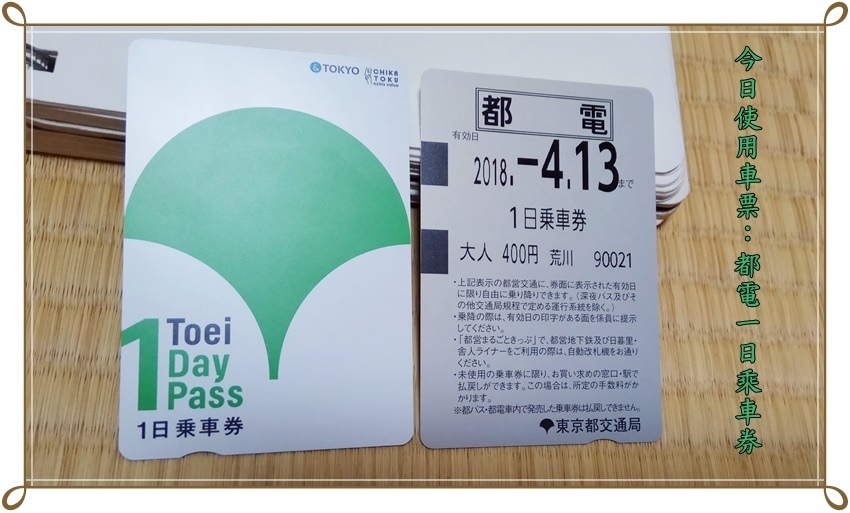 &TOKYO
CHIKA
TOKU
extra value
1 Toei
Day
Pass
1日乗車券
都 電
有効日
2018.-4.13まで
1日乗車券
大人 400円 荒川 90021
・上記表示の都営交通に、券面に表示された有効日
に限り自由に乗り降りできます。(深夜バス及びそ
の他交通局規程で定める運行系統を除く。)
・乗降の際は、有効日の印字がある面を係員に提示
してください。
・「都営まるごときっぷ」で、都営地下鉄及び日暮里・
舎人ライナーをご利用の際は、自動改札機をお通り
ください。
・未使用の乗車券に限り、お買い求めの窓口・駅で
払戻しができます。この場合は、所定の手数料がか
かります。
※都バス・都電車内で発売した乗車券は払戻しできません。
東京都交通局
今日使用車票：都電一日乘車券